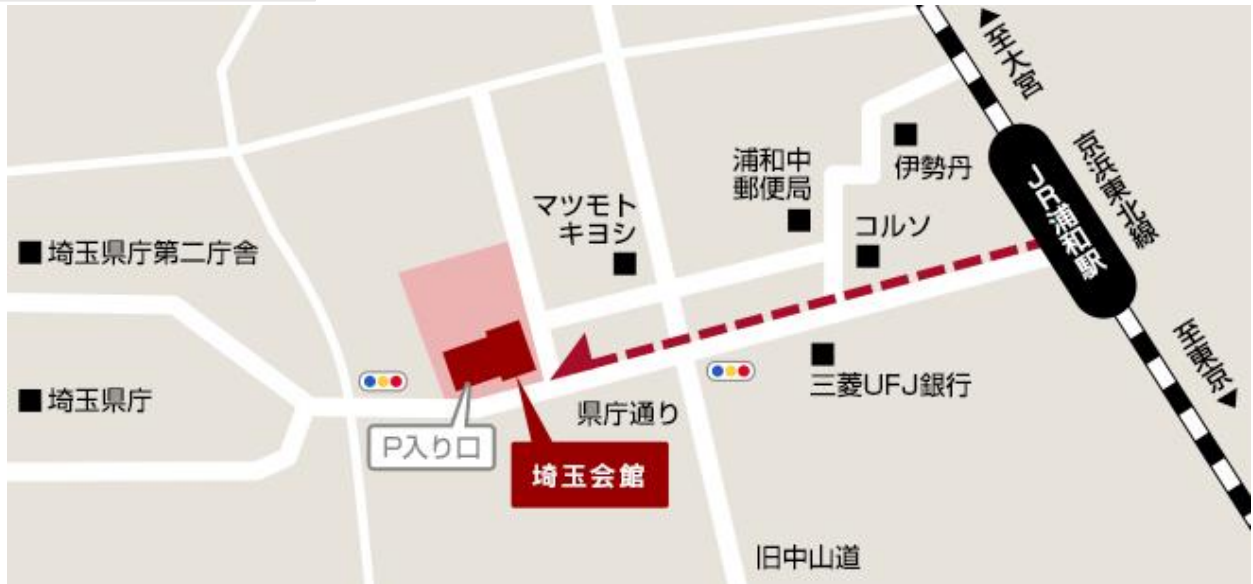 至大宮
京浜東北線
JR浦和駅
至東京
伊勢丹
浦和中
郵便局
コルソ
マツモト
キヨシ
埼玉県庁第二庁舎
埼玉県庁
三菱UFJ銀行
県庁通り
P入り口
埼玉会館
旧中山道